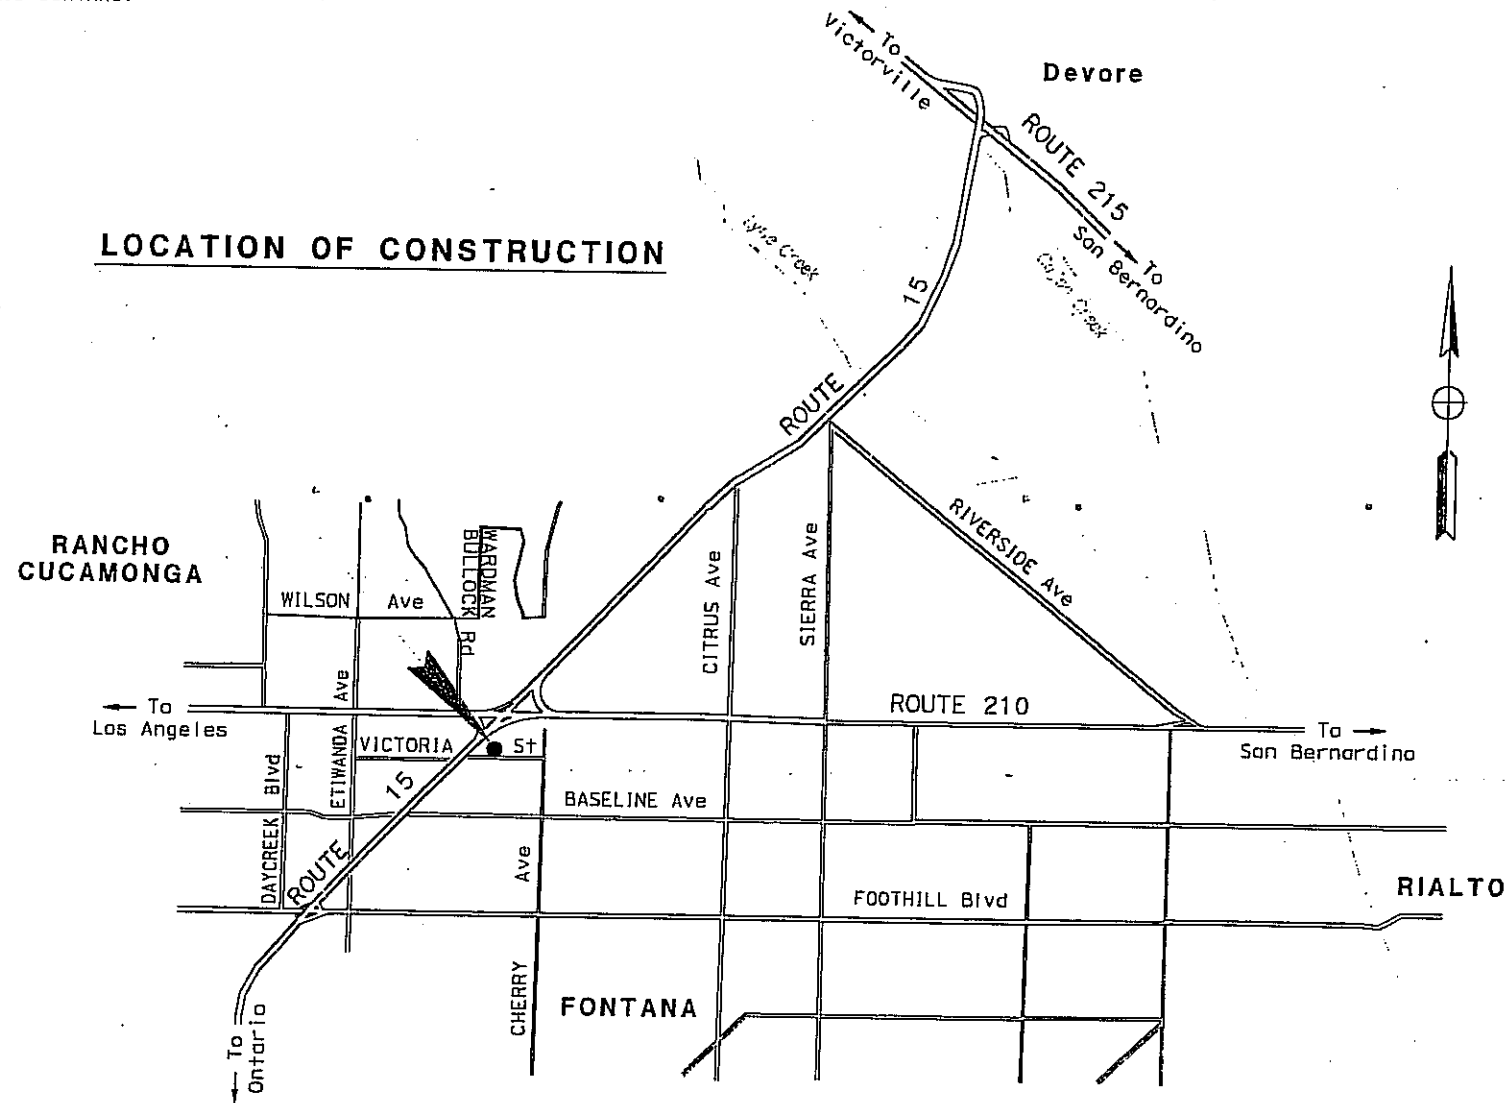 To
Victorville
Devore
ROUTE 215
To
San Bernardino
LOCATION OF CONSTRUCTION
Creek
Creek
ROUTE 15
RANCHO
CUCAMONGA
WILSON Ave
WARDMAN
BULLOCK
Rd
CITRUS Ave
SIERRA Ave
RIVERSIDE Ave
To
Los Angeles
ROUTE 210
To
San Bernardino
ETIWANDA Ave
VICTORIA St
DAYCREEK Blvd
ROUTE 15
BASELINE Ave
CHERRY Ave
FOOTHILL Blvd
RIALTO
FONTANA
To
Ontario